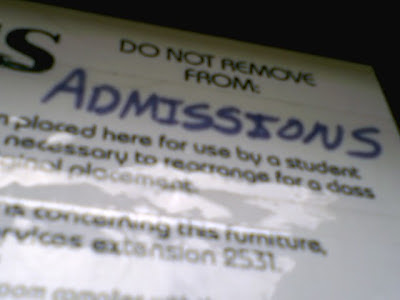 S
DO NOT REMOVE
FROM:
ADMISSIONS
placed here for use by a student
necessary to rearrange for a class
placement.
concerning this furniture,
extension 2531.